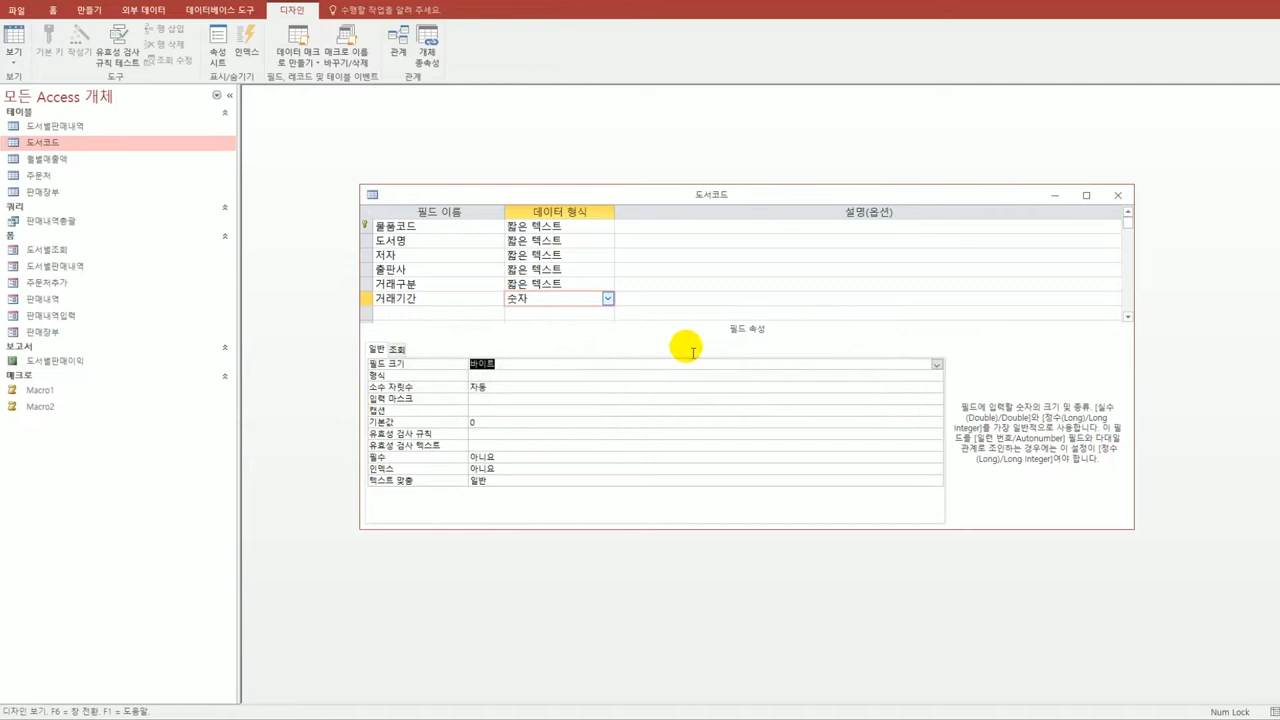 파일 홈 만들기 외부 데이터 데이터베이스 도구 디자인 수행할 작업을 알려 주세요.
보기
기본 키
작성기
유효성 검사
규칙 테스트
행 삽입
행 삭제
조회 수정
속성
시트
인덱스
데이터 매크
로 만들기
매크로 이름
바꾸기/삭제
관계
개체
종속성
보기 도구 표시/숨기기 필드, 레코드 및 테이블 이벤트 관계
모든 Access 개체
테이블
도서별판매내역
도서코드
월별매출액
주문처
판매장부
쿼리
판매내역총괄
폼
도서별조회
도서별판매내역
주문처추가
판매내역
판매내역입력
판매장부
보고서
도서별판매이익
매크로
Macro1
Macro2
도서코드
필드 이름 데이터 형식 설명(옵션)
물품코드 짧은 텍스트
도서명 짧은 텍스트
저자 짧은 텍스트
출판사 짧은 텍스트
거래구분 짧은 텍스트
거래기간 숫자
필드 속성
일반 조회
필드 크기 바이트
형식
소수 자릿수 자동
입력 마스크
캡션
기본값 0
유효성 검사 규칙
유효성 검사 텍스트
필수 아니요
인덱스 아니요
텍스트 맞춤 일반
필드에 입력할 숫자의 크기 및 종류. [실수
(Double)/Double]와 [정수(Long)/Long
Integer]를 가장 일반적으로 사용합니다. 이 필
드를 [일련 번호/Autonumber] 필드와 다대일
관계로 조인하는 경우에는 이 설정이 [정수
(Long)/Long Integer]여야 합니다.
디자인 보기. F6 = 창 전환. F1 = 도움말.
Num Lock